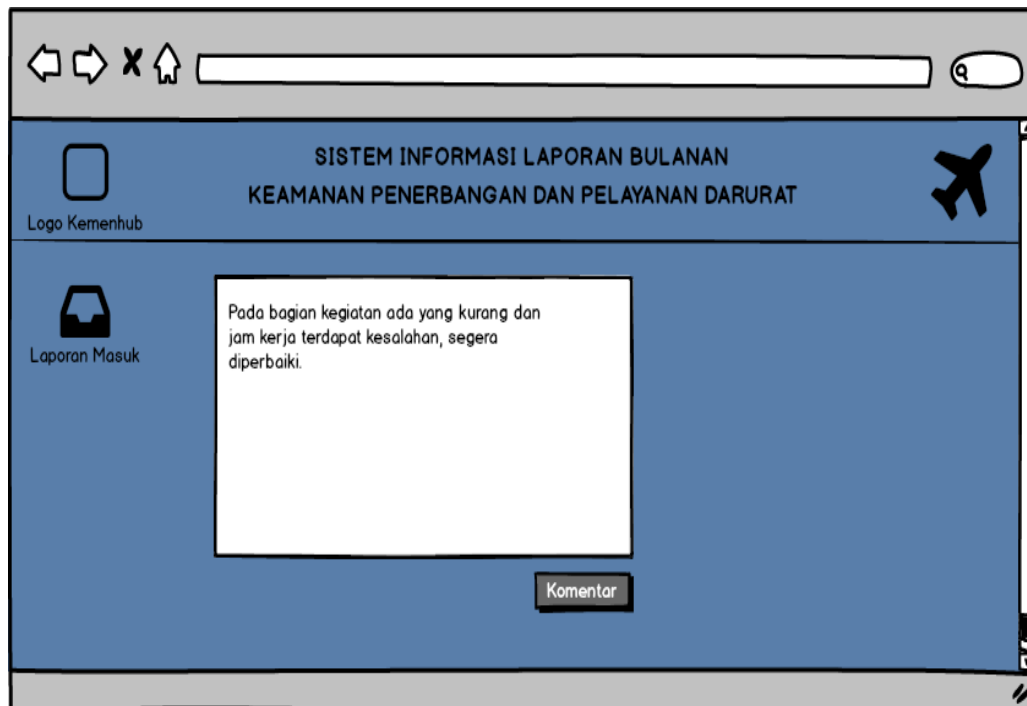 SISTEM INFORMASI LAPORAN BULANAN
KEAMANAN PENERBANGAN DAN PELAYANAN DARURAT
Logo Kemenhub
Laporan Masuk
Pada bagian kegiatan ada yang kurang dan
jam kerja terdapat kesalahan, segera
diperbaiki.
Komentar